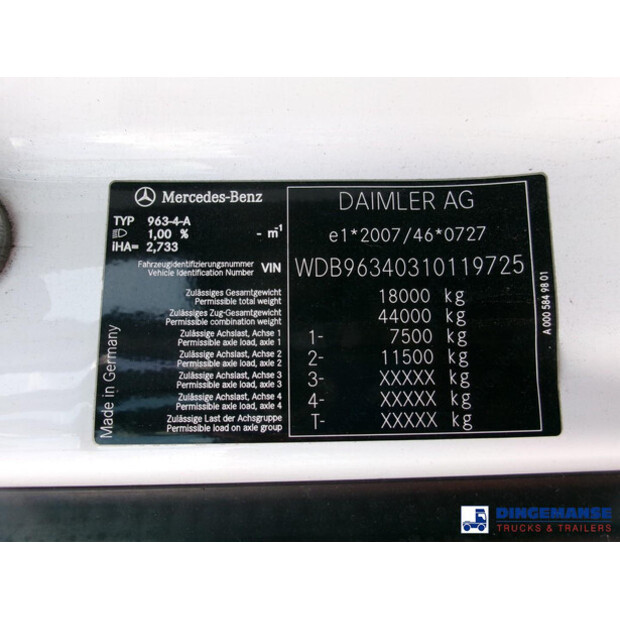 Mercedes-Benz
TYP 963-4-A
1,00 % - m⁻¹
iHA= 2,733
Fahrzeugidentifizierungsnummer
Vehicle Identification Number VIN
Zulässiges Gesamtgewicht
Permissible total weight
Zulässiges Zug-Gesamtgewicht
Permissible combination weight
Zulässige Achslast, Achse 1
Permissible axle load, axle 1
Zulässige Achslast, Achse 2
Permissible axle load, axle 2
Zulässige Achslast, Achse 3
Permissible axle load, axle 3
Zulässige Achslast, Achse 4
Permissible axle load, axle 4
Zulässige Last der Achsgruppe
Permissible load on axle group
Made in Germany
DAIMLER AG
e1*2007/46*0727
WDB96340310119725
18000 kg
44000 kg
1- 7500 kg
2- 11500 kg
3- XXXXX kg
4- XXXXX kg
T- XXXXX kg
A 000 584 98 01
DINGEMANSE
TRUCKS & TRAILERS